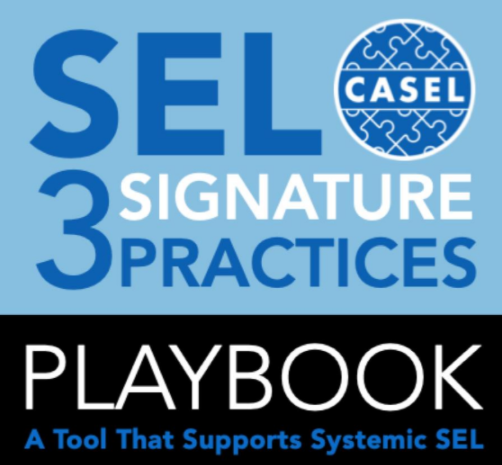 SEL
CASEL
3 SIGNATURE
PRACTICES
PLAYBOOK
A Tool That Supports Systemic SEL